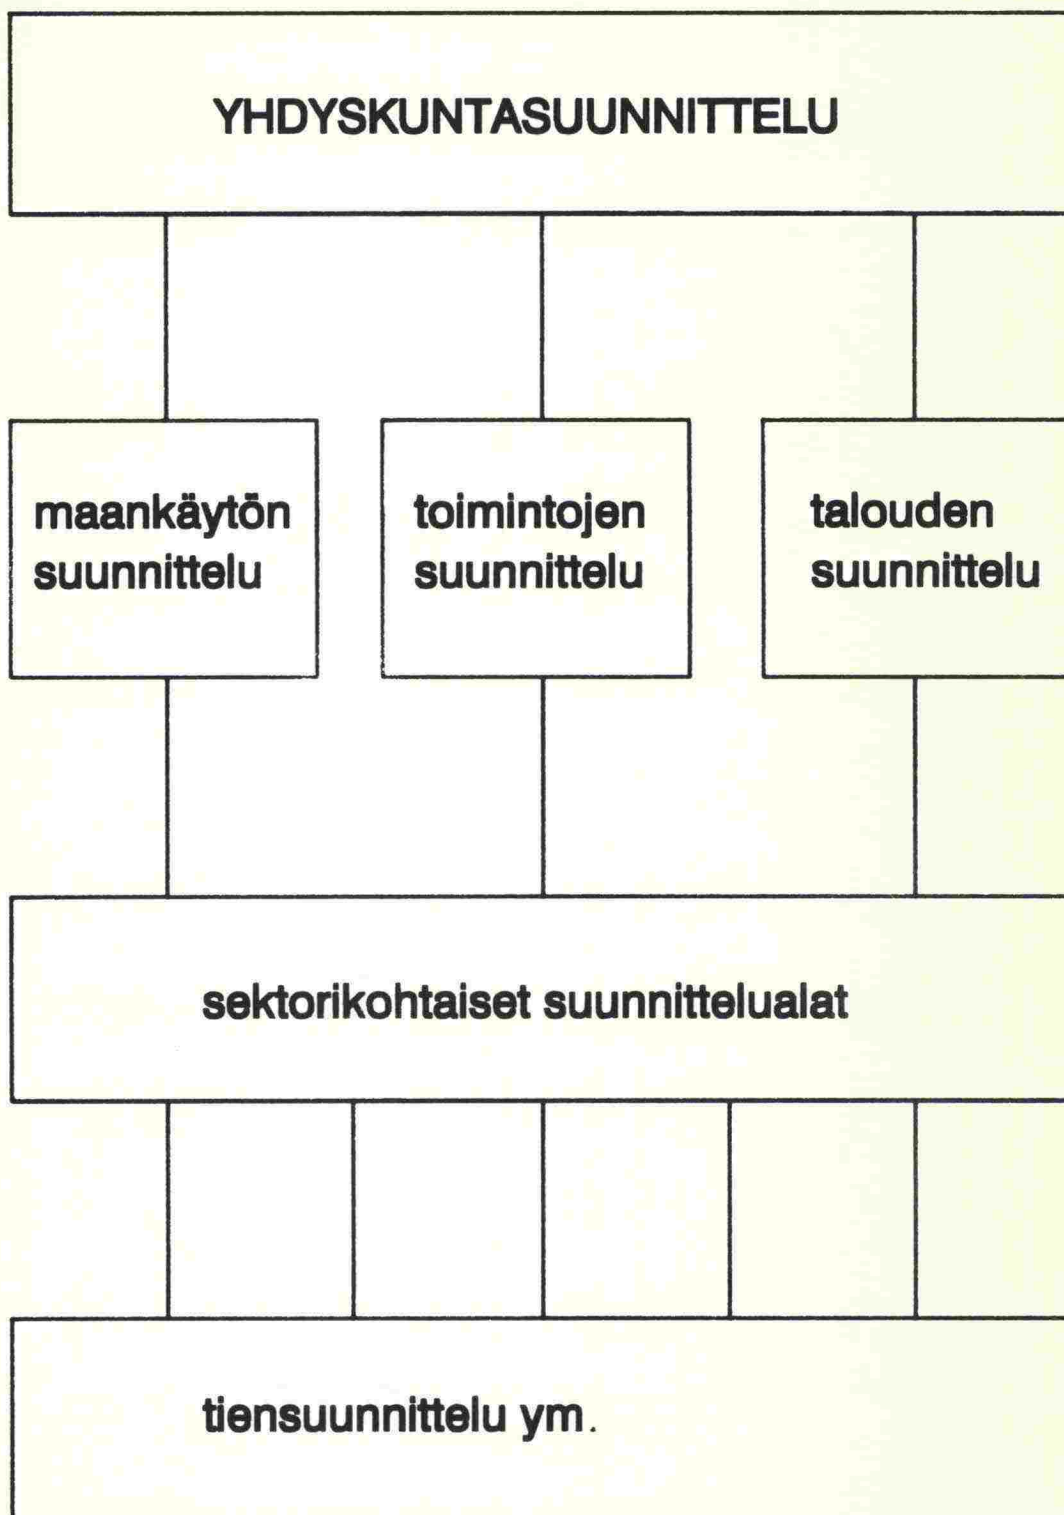 YHDYSKUNTASUUNNITTELU
maankäytön
suunnittelu
toimintojen
suunnittelu
talouden
suunnittelu
sektorikohtaiset suunnittelualat
tiensuunnittelu ym.